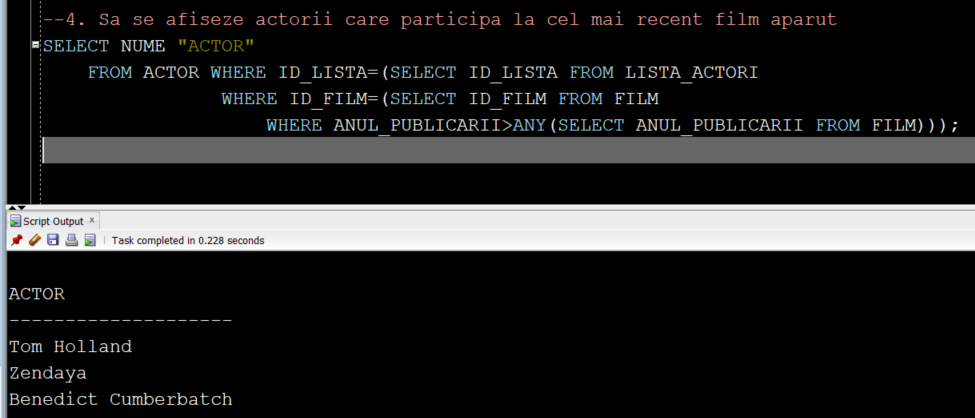 --4. Sa se afiseze actorii care participa la cel mai recent film aparut
SELECT NUME "ACTOR"
FROM ACTOR WHERE ID_LISTA=(SELECT ID_LISTA FROM LISTA_ACTORI
WHERE ID_FILM=(SELECT ID_FILM FROM FILM
WHERE ANUL_PUBLICARII>ANY(SELECT ANUL_PUBLICARII FROM FILM)));
Script Output ×
Task completed in 0.228 seconds
ACTOR
--------------------
Tom Holland
Zendaya
Benedict Cumberbatch